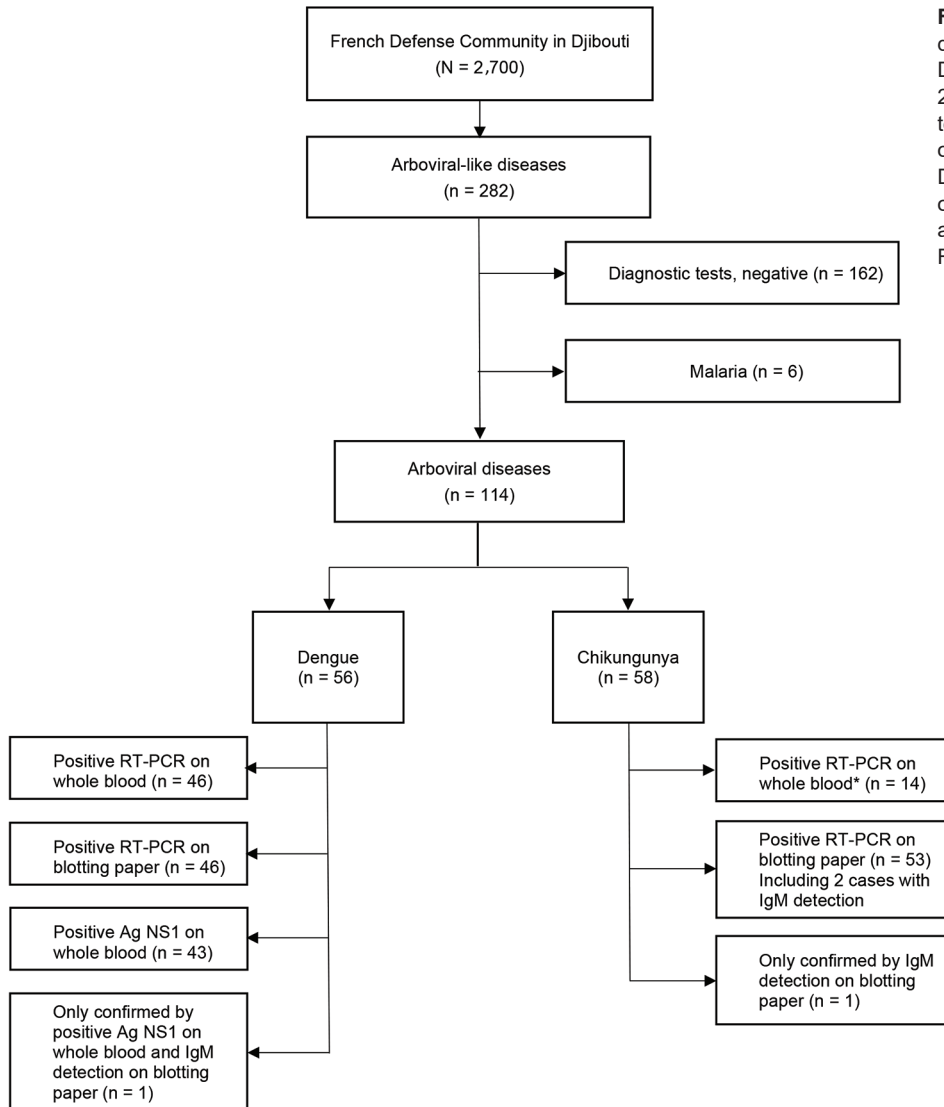 French Defense Community in Djibouti
(N = 2,700)
Arboviral-like diseases
(n = 282)
Diagnostic tests, negative (n = 162)
Malaria (n = 6)
Arboviral diseases
(n = 114)
Dengue
(n = 56)
Chikungunya
(n = 58)
Positive RT-PCR on
whole blood (n = 46)
Positive RT-PCR on
blotting paper (n = 46)
Positive Ag NS1 on
whole blood (n = 43)
Only confirmed by
positive Ag NS1 on
whole blood and IgM
detection on blotting
paper (n = 1)
Positive RT-PCR on
whole blood* (n = 14)
Positive RT-PCR on
blotting paper (n = 53)
Including 2 cases with
IgM detection
Only confirmed by IgM
detection on blotting
paper (n = 1)